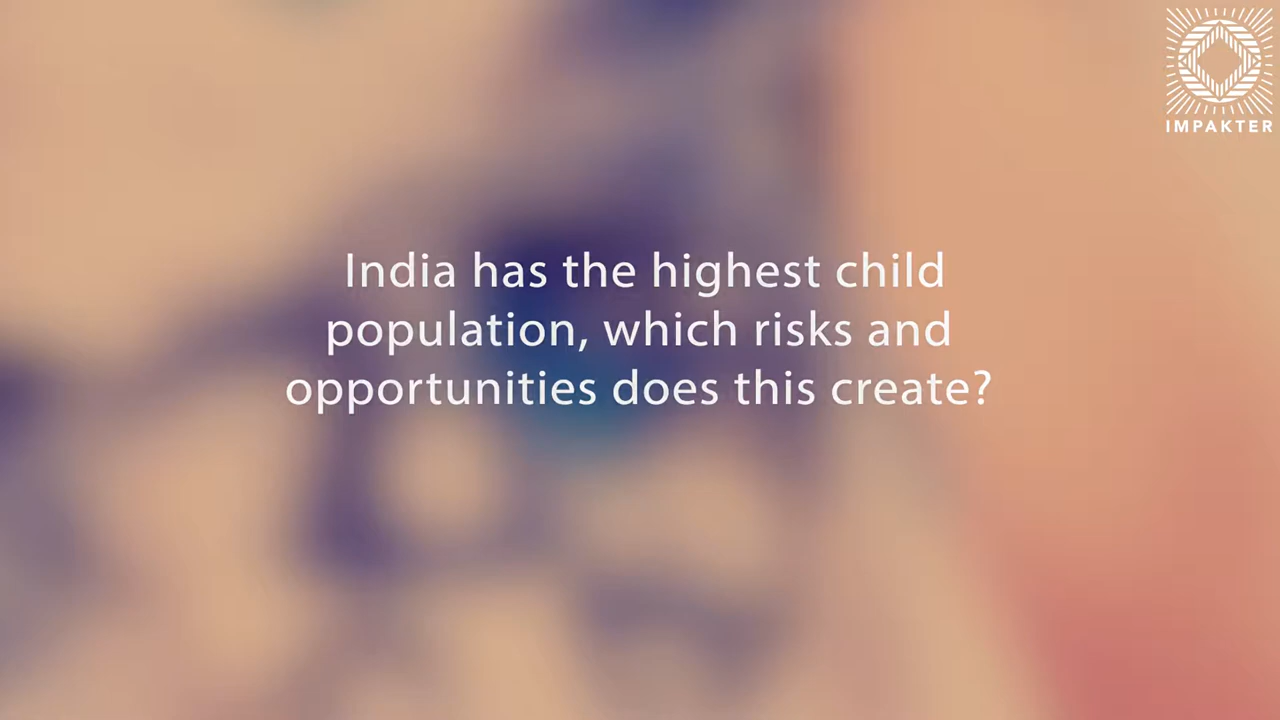 IMPAKTER
India has the highest child
population, which risks and
opportunities does this create?